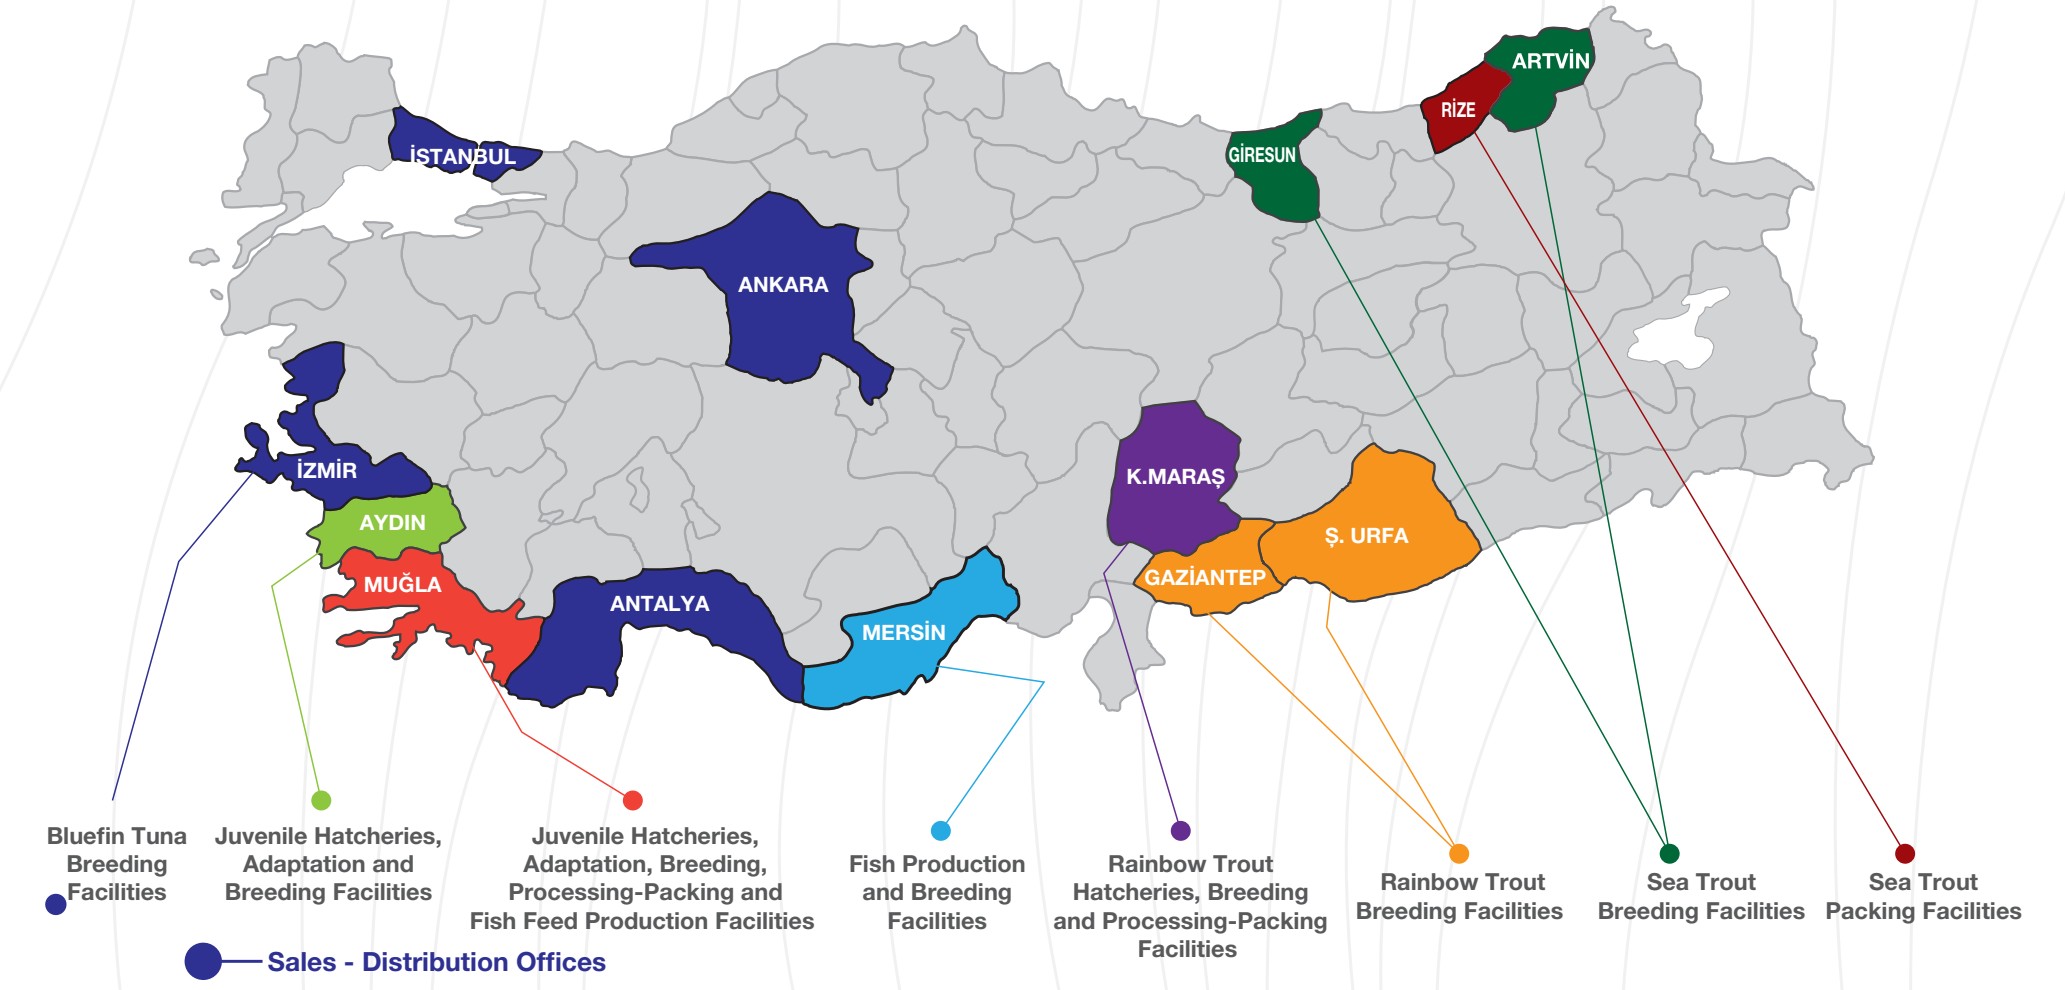 ARTVİN
RİZE
GİRESUN
İSTANBUL
ANKARA
İZMİR
K.MARAŞ
AYDIN
Ş. URFA
MUĞLA
GAZİANTEP
ANTALYA
MERSİN
Bluefin Tuna
Breeding
Facilities
Juvenile Hatcheries,
Adaptation and
Breeding Facilities
Juvenile Hatcheries,
Adaptation, Breeding,
Processing-Packing and
Fish Feed Production Facilities
Fish Production
and Breeding
Facilities
Rainbow Trout
Hatcheries, Breeding
and Processing-Packing
Facilities
Rainbow Trout
Breeding Facilities
Sea Trout
Breeding Facilities
Sea Trout
Packing Facilities
Sales - Distribution Offices